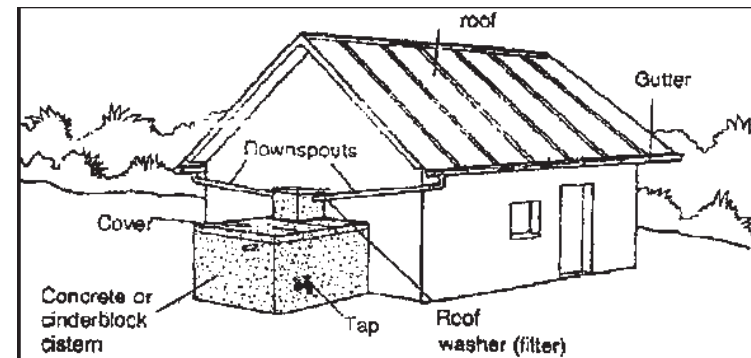 roof
Gutter
Downspouts
Cover
Concrete or
cinderblock
cistern
Tap
Roof
washer (filter)